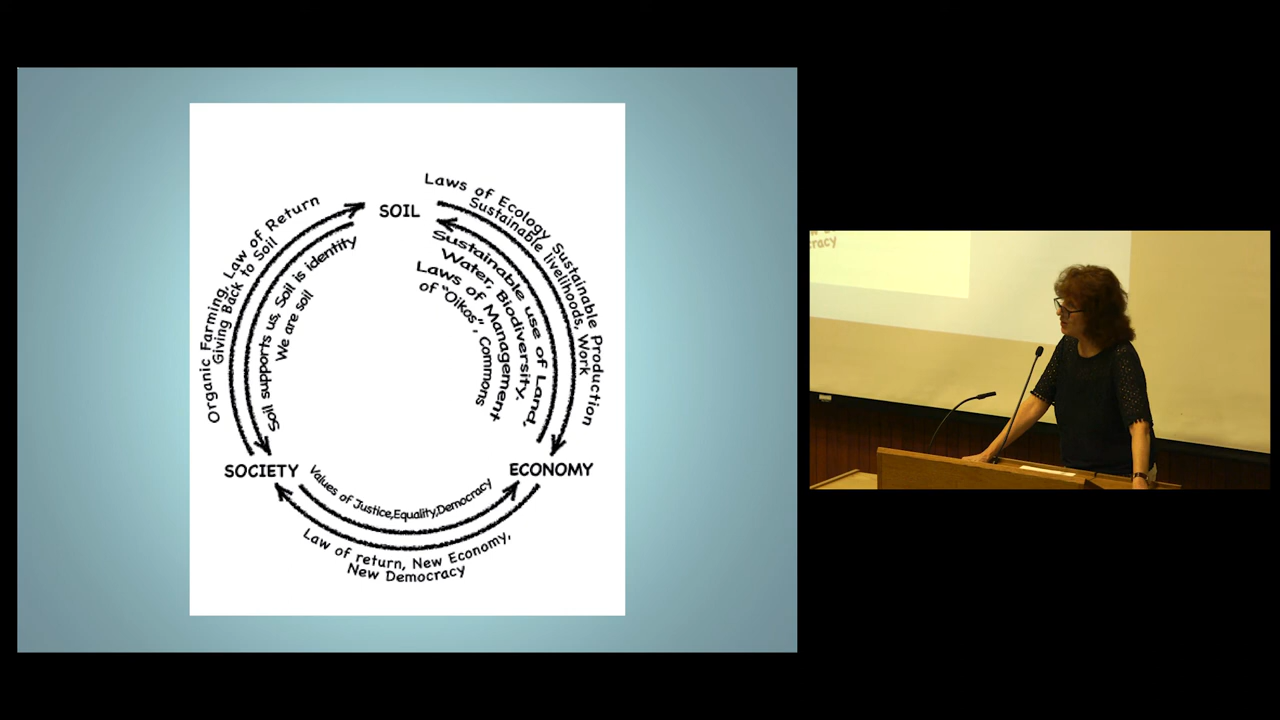 SOIL
Laws of Ecology Sustainable Production
Sustainable livelihoods, Work
Sustainable use of Land,
Water, Biodiversity.
Laws of Management
of "Oikos", Commons
Organic Farming, Law of Return
Giving Back to Soil
Soil supports us, Soil is identity
We are soil
SOCIETY
ECONOMY
Values of Justice,Equality,Democracy
Law of return, New Economy,
New Democracy